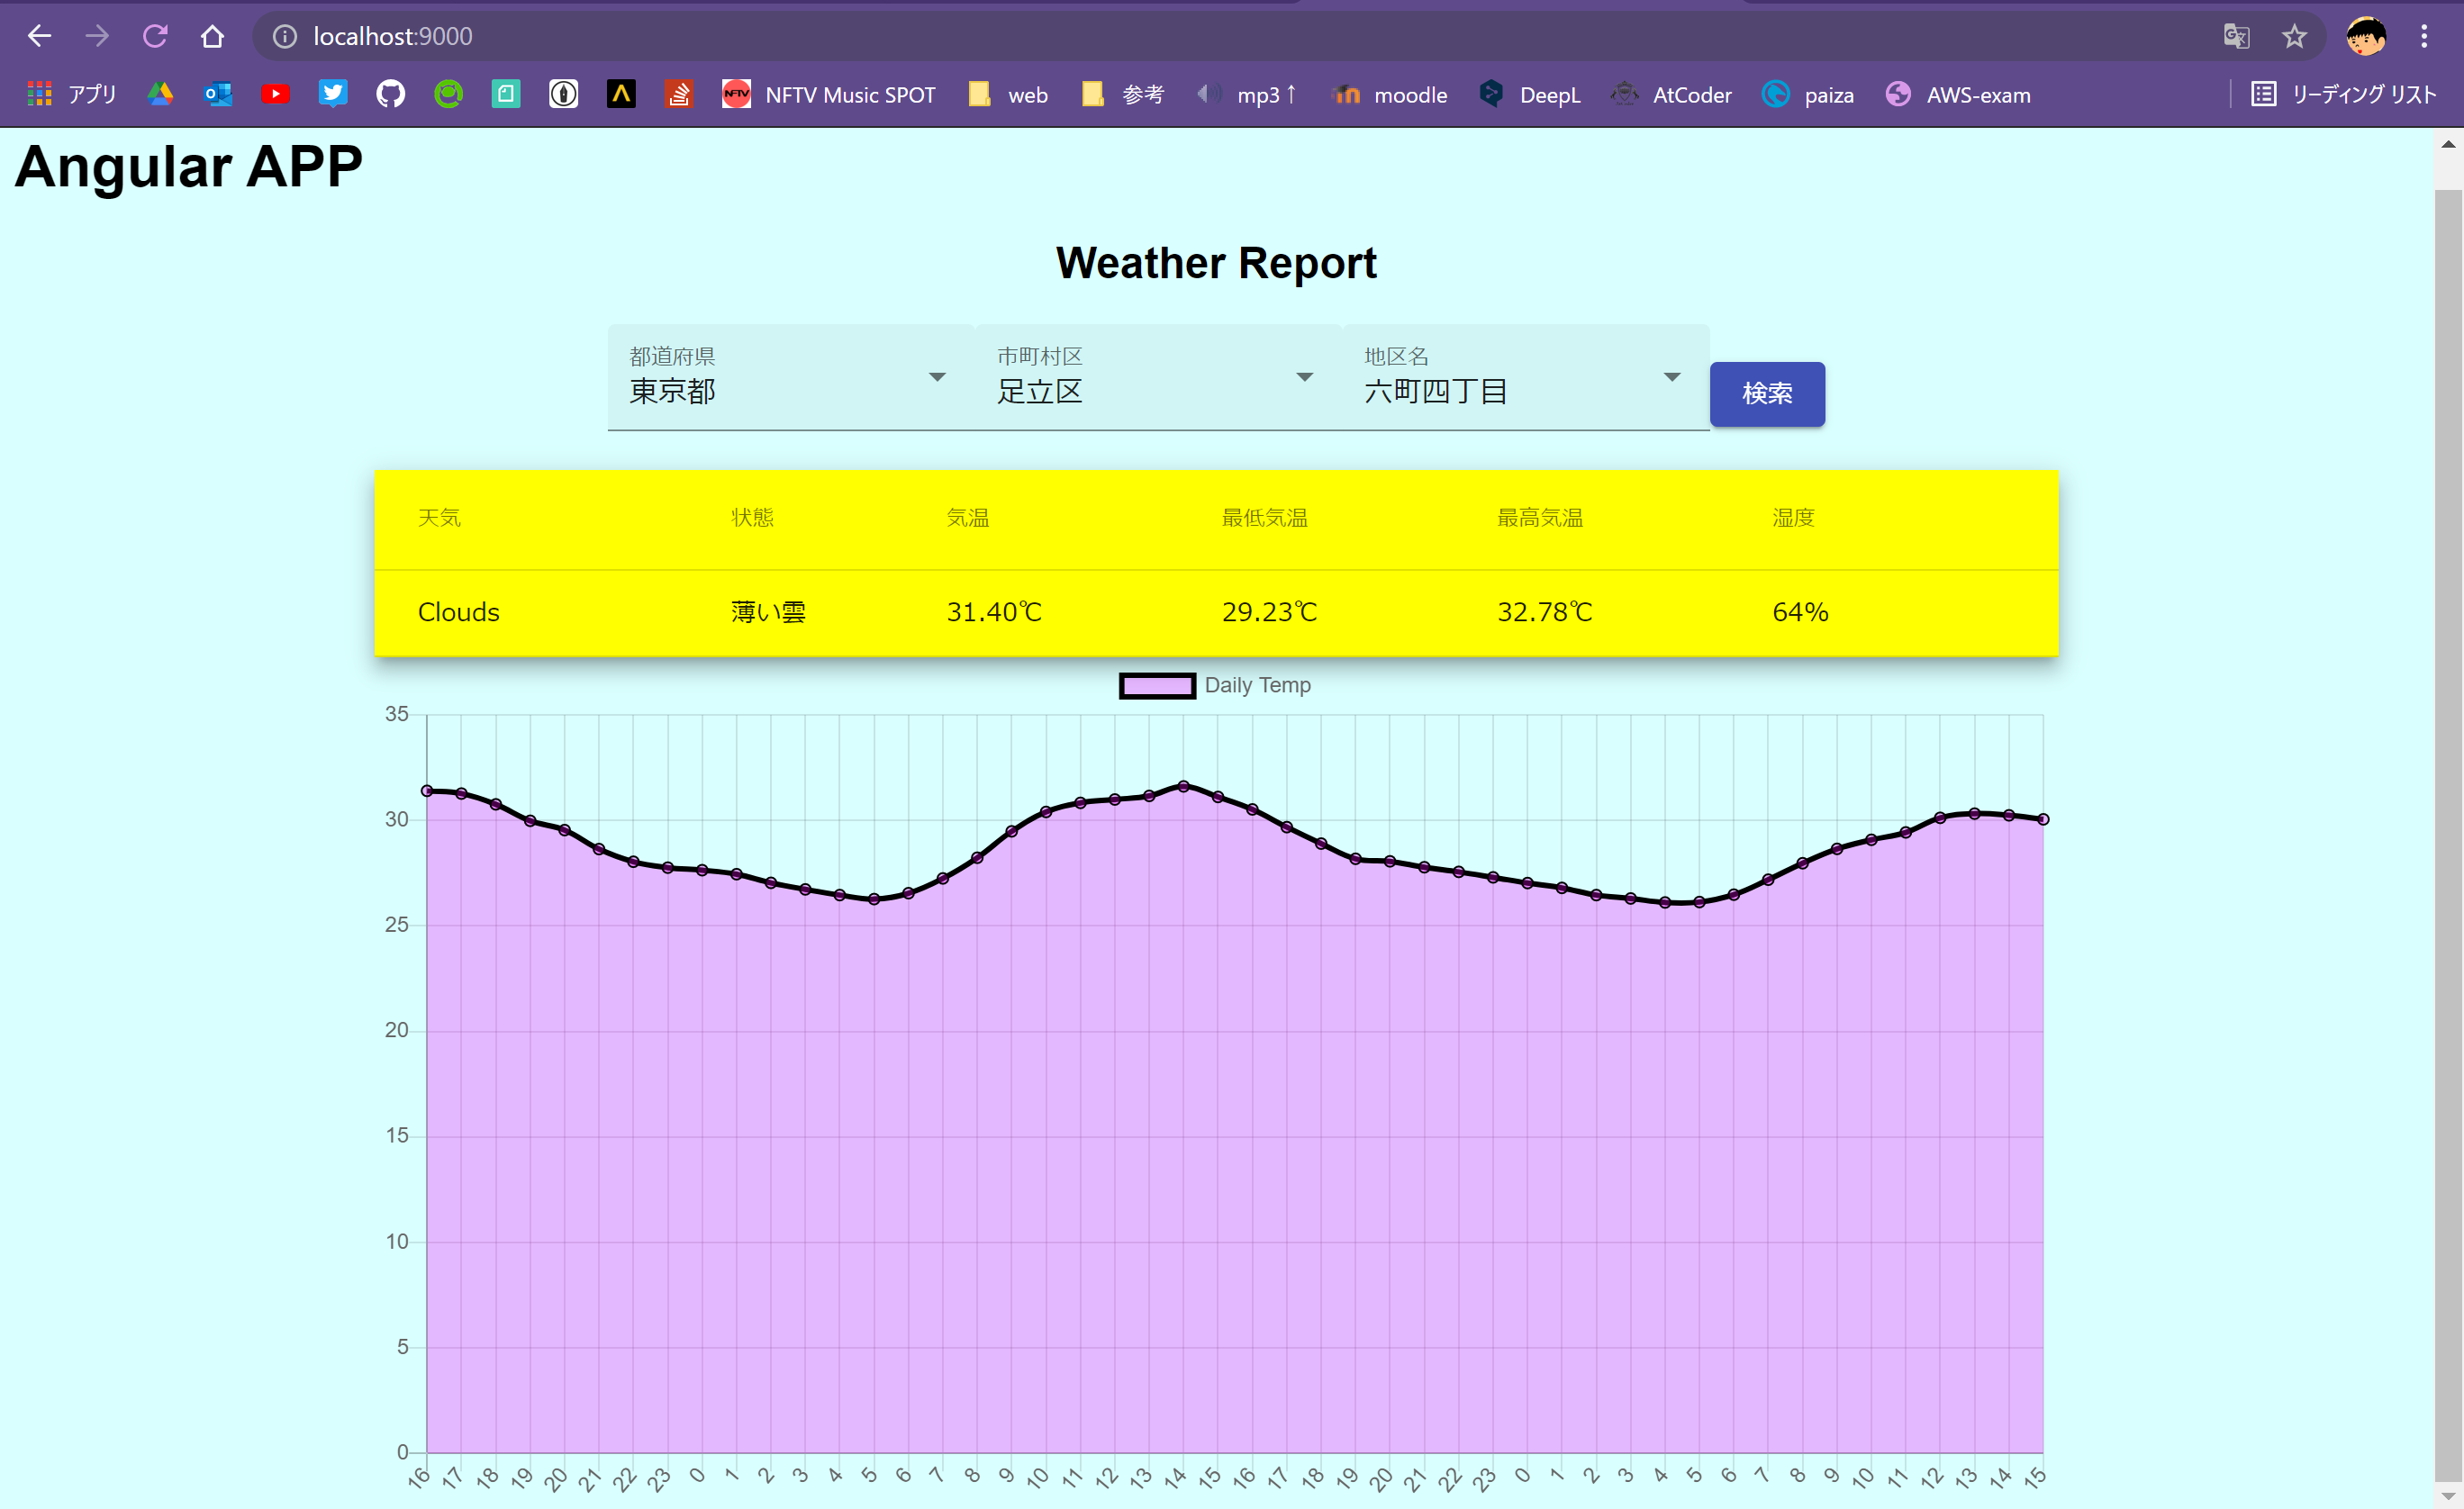 localhost:9000
アプリ NFTV Music SPOT web 参考 mp3↑ moodle DeepL AtCoder paiza AWS-exam リーディング リスト
Angular APP
Weather Report
都道府県 市町村区 地区名
東京都 足立区 六町四丁目 検索
天気 状態 気温 最低気温 最高気温 湿度
Clouds 薄い雲 31.40℃ 29.23℃ 32.78℃ 64%
Daily Temp
35
30
25
20
15
10
5
0
16 17 18 19 20 21 22 23 0 1 2 3 4 5 6 7 8 9 10 11 12 13 14 15 16 17 18 19 20 21 22 23 0 1 2 3 4 5 6 7 8 9 10 11 12 13 14 15